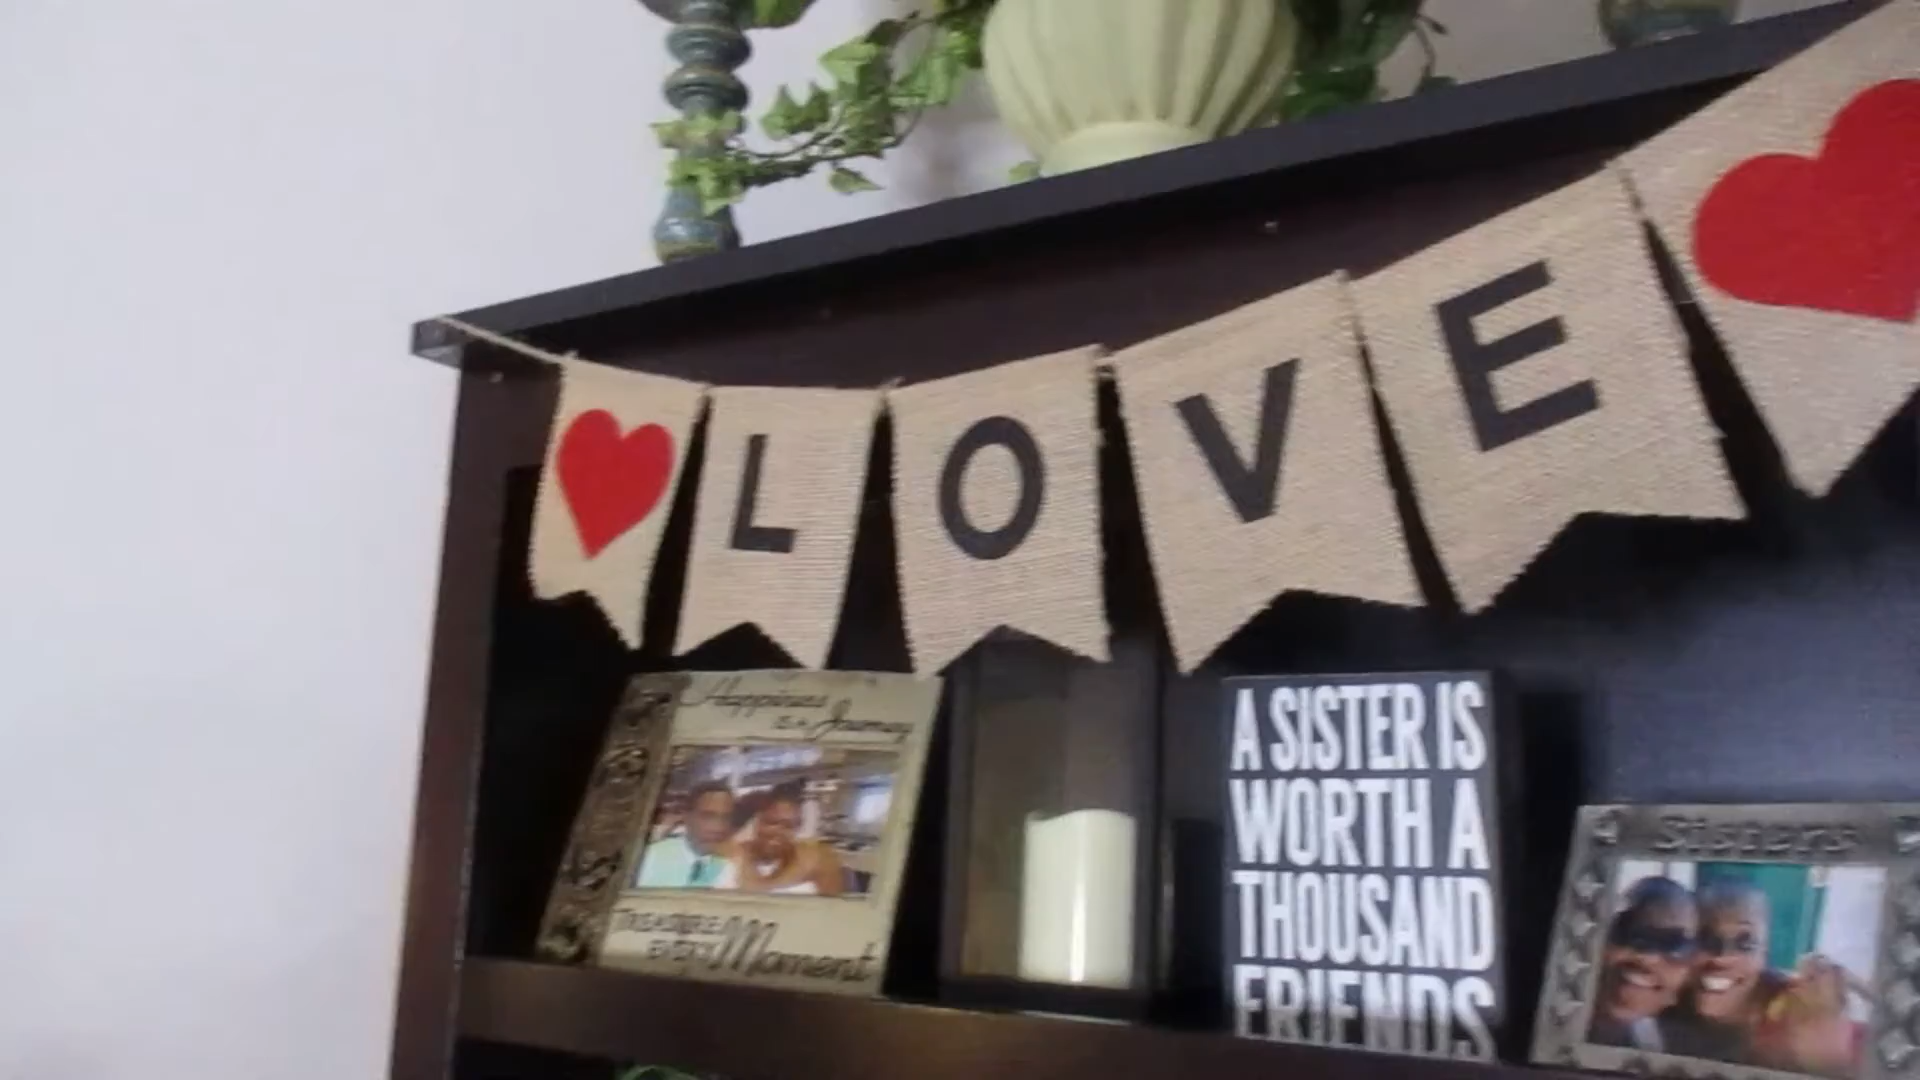 LOVE
Happiness
IS A Journey
TREASURE
EVERY Moment
A SISTER IS
WORTH A
THOUSAND
FRIENDS
Sisters